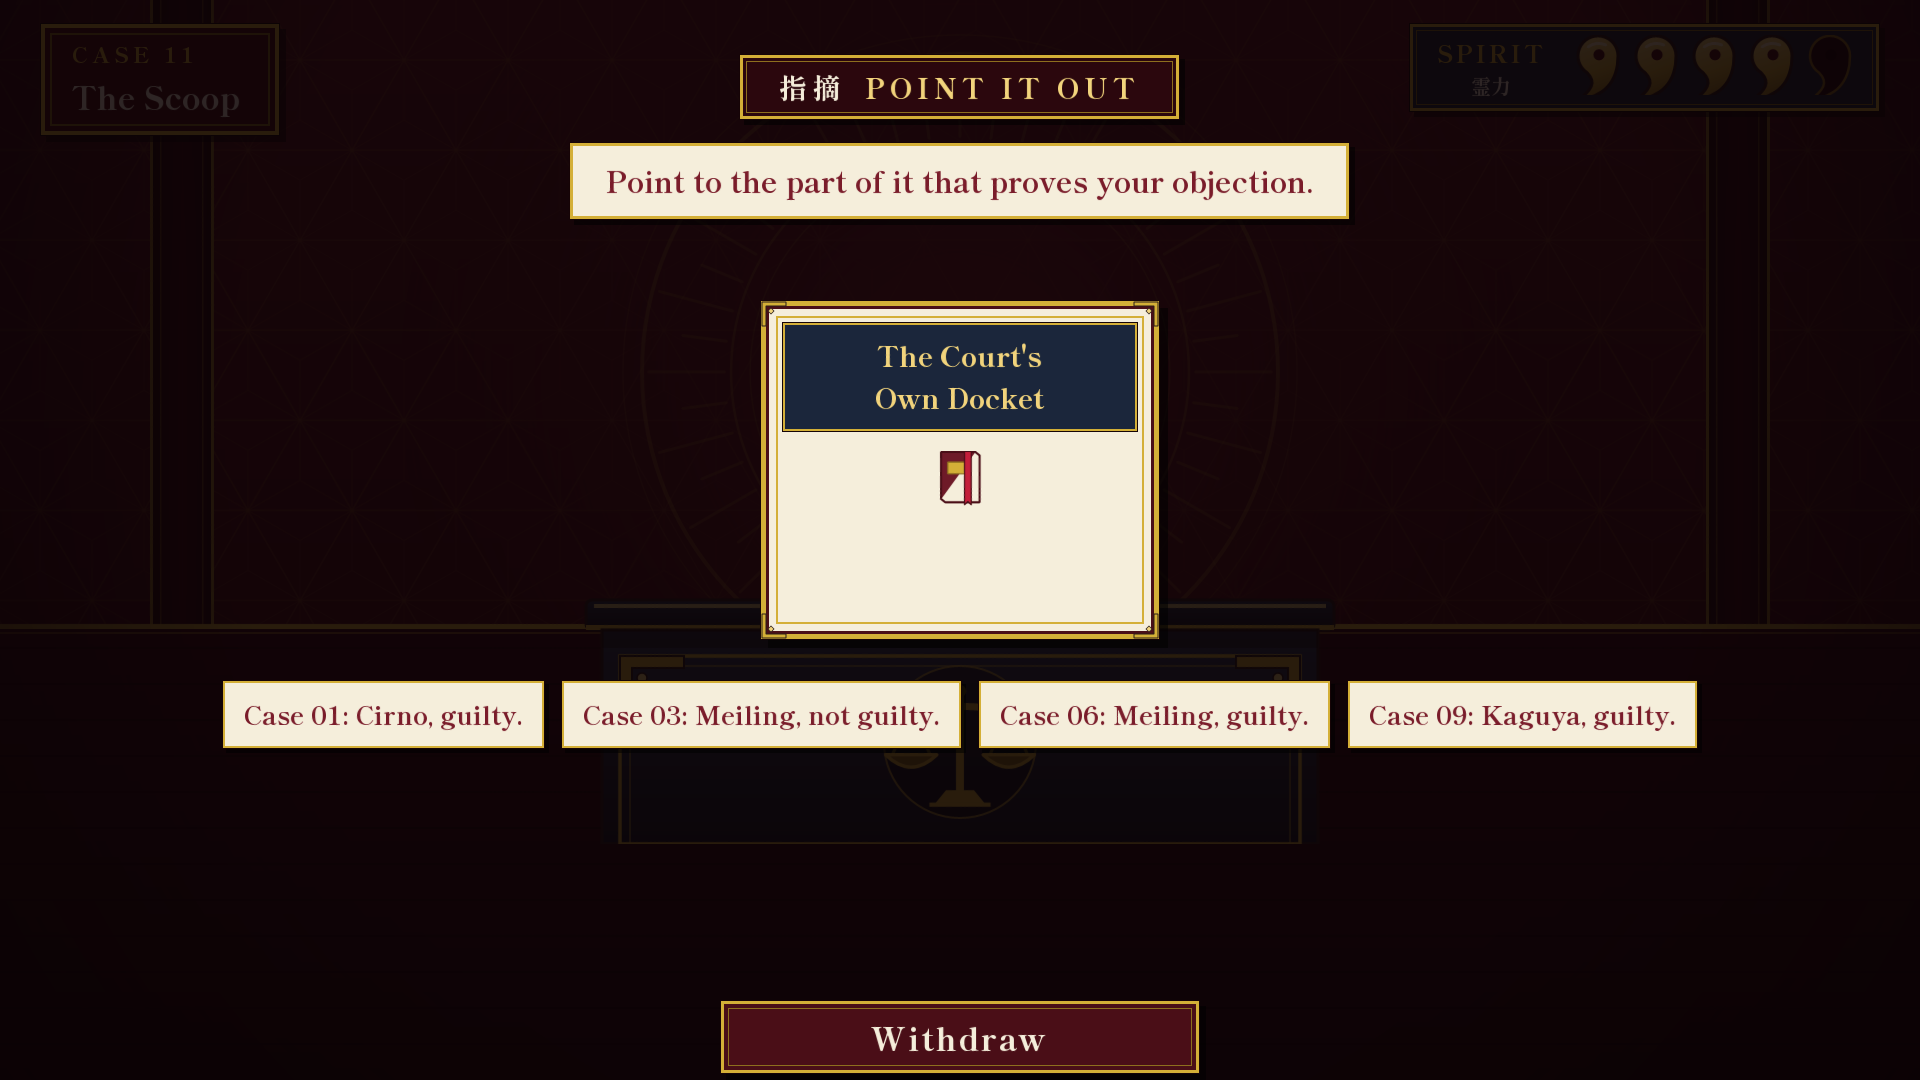 CASE 11
The Scoop
指摘 POINT IT OUT
SPIRIT
霊力
Point to the part of it that proves your objection.
The Court's
Own Docket
Case 01: Cirno, guilty.
Case 03: Meiling, not guilty.
Case 06: Meiling, guilty.
Case 09: Kaguya, guilty.
Withdraw